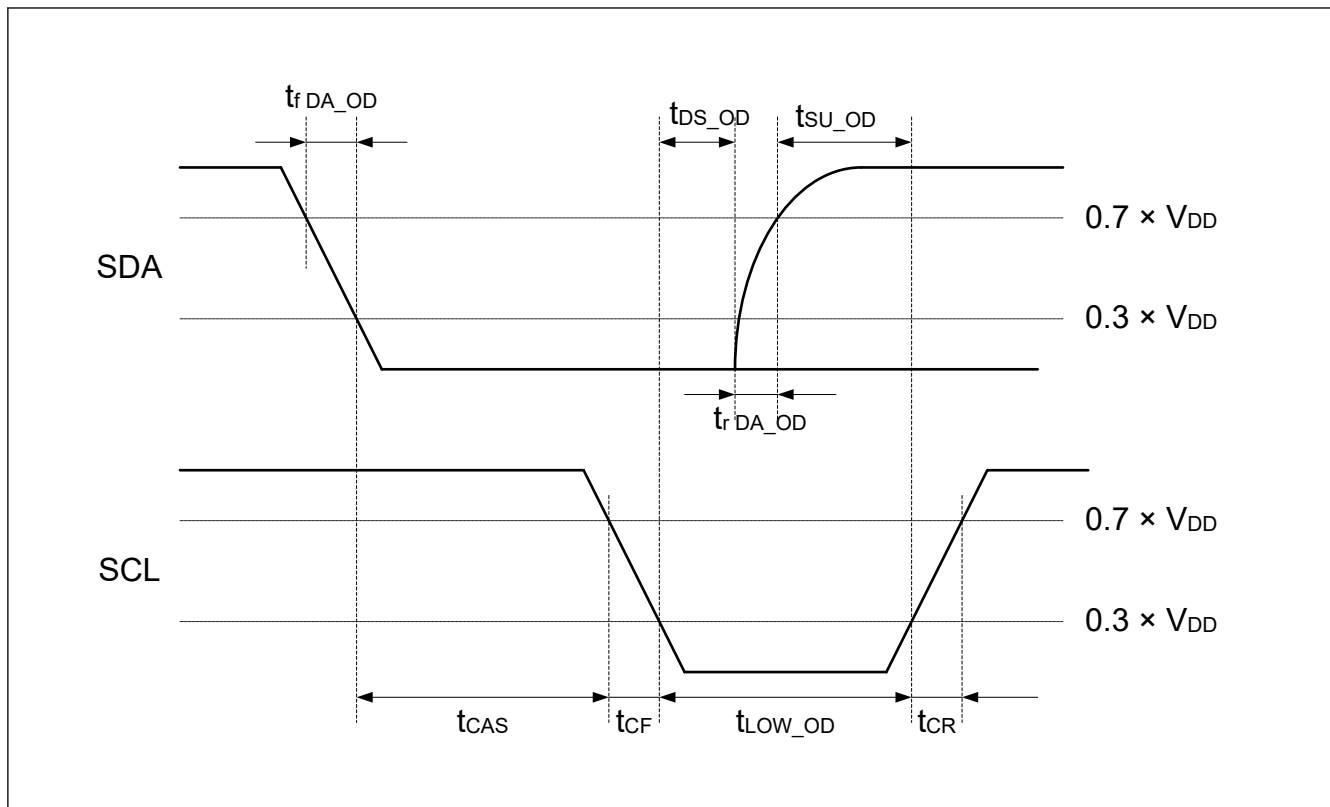 tf DA_OD
tDS_OD
tSU_OD
0.7 × VDD
SDA
0.3 × VDD
tr DA_OD
0.7 × VDD
SCL
0.3 × VDD
tCAS
tCF
tLOW_OD
tCR